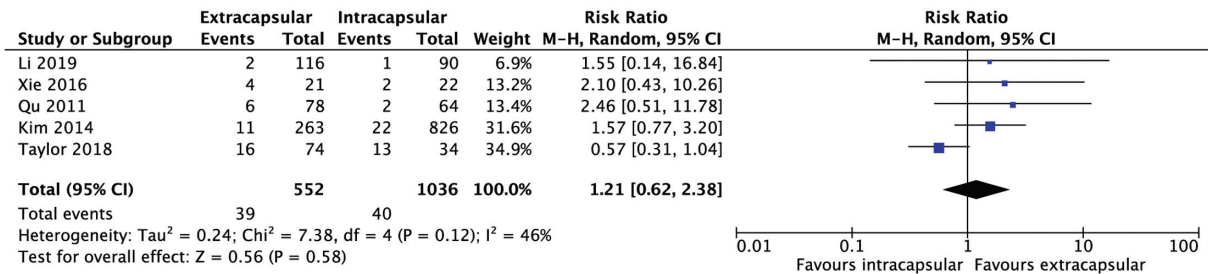 Extracapsular Intracapsular Risk Ratio Risk Ratio
Study or Subgroup Events Total Events Total Weight M-H, Random, 95% CI M-H, Random, 95% CI
Li 2019 2 116 1 90 6.9% 1.55 [0.14, 16.84]
Xie 2016 4 21 2 22 13.2% 2.10 [0.43, 10.26]
Qu 2011 6 78 2 64 13.4% 2.46 [0.51, 11.78]
Kim 2014 11 263 22 826 31.6% 1.57 [0.77, 3.20]
Taylor 2018 16 74 13 34 34.9% 0.57 [0.31, 1.04]
Total (95% CI) 552 1036 100.0% 1.21 [0.62, 2.38]
Total events 39 40
Heterogeneity: Tau² = 0.24; Chi² = 7.38, df = 4 (P = 0.12); I² = 46%
Test for overall effect: Z = 0.56 (P = 0.58)
0.01 0.1 1 10 100
Favours intracapsular Favours extracapsular